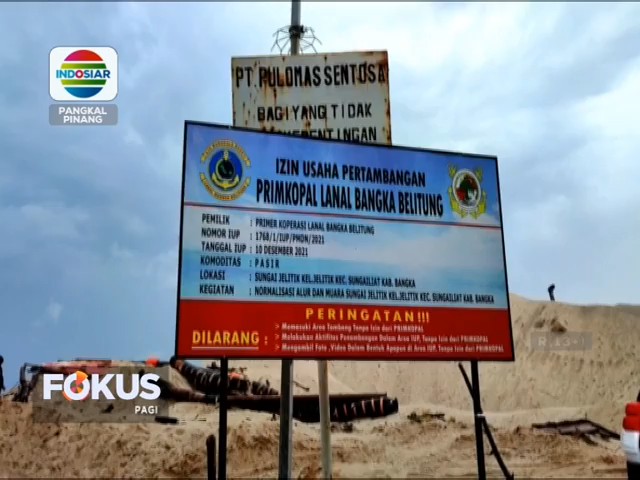 INDOSIAR
PANGKAL
PINANG
PT. PULOMAS SENTOSA
BAGI YANG TIDAK
IZIN USAHA PERTAMBANGAN
PRIMKOPAL LANAL BANGKA BELITUNG
PEMILIK : PRIMER KOPERASI LANAL BANGKA BELITUNG
NOMOR IUP : 1768/1/IUP/PMDN/2021
TANGGAL IUP : 10 DESEMBER 2021
KOMODITAS : PASIR
LOKASI : SUNGAI JELITIK KEL.JELITIK KEC. SUNGAILIAT KAB. BANGKA
KEGIATAN : NORMALISASI ALUR DAN MUARA SUNGAI JELITIK KEL.JELITIK KEC. SUNGAILIAT KAB. BANGKA
PERINGATAN!!!
DILARANG :
> Memasuki Area Tambang Tanpa Izin dari PRIMKOPAL
> Melakukan Aktifitas Penambangan Dalam Area IUP, Tanpa Izin dari PRIMKOPAL
> Mengambil Foto , Video Dalam Bentuk Apapun di Area IUP, Tanpa Izin dari PRIMKOPAL
FOKUS
PAGI